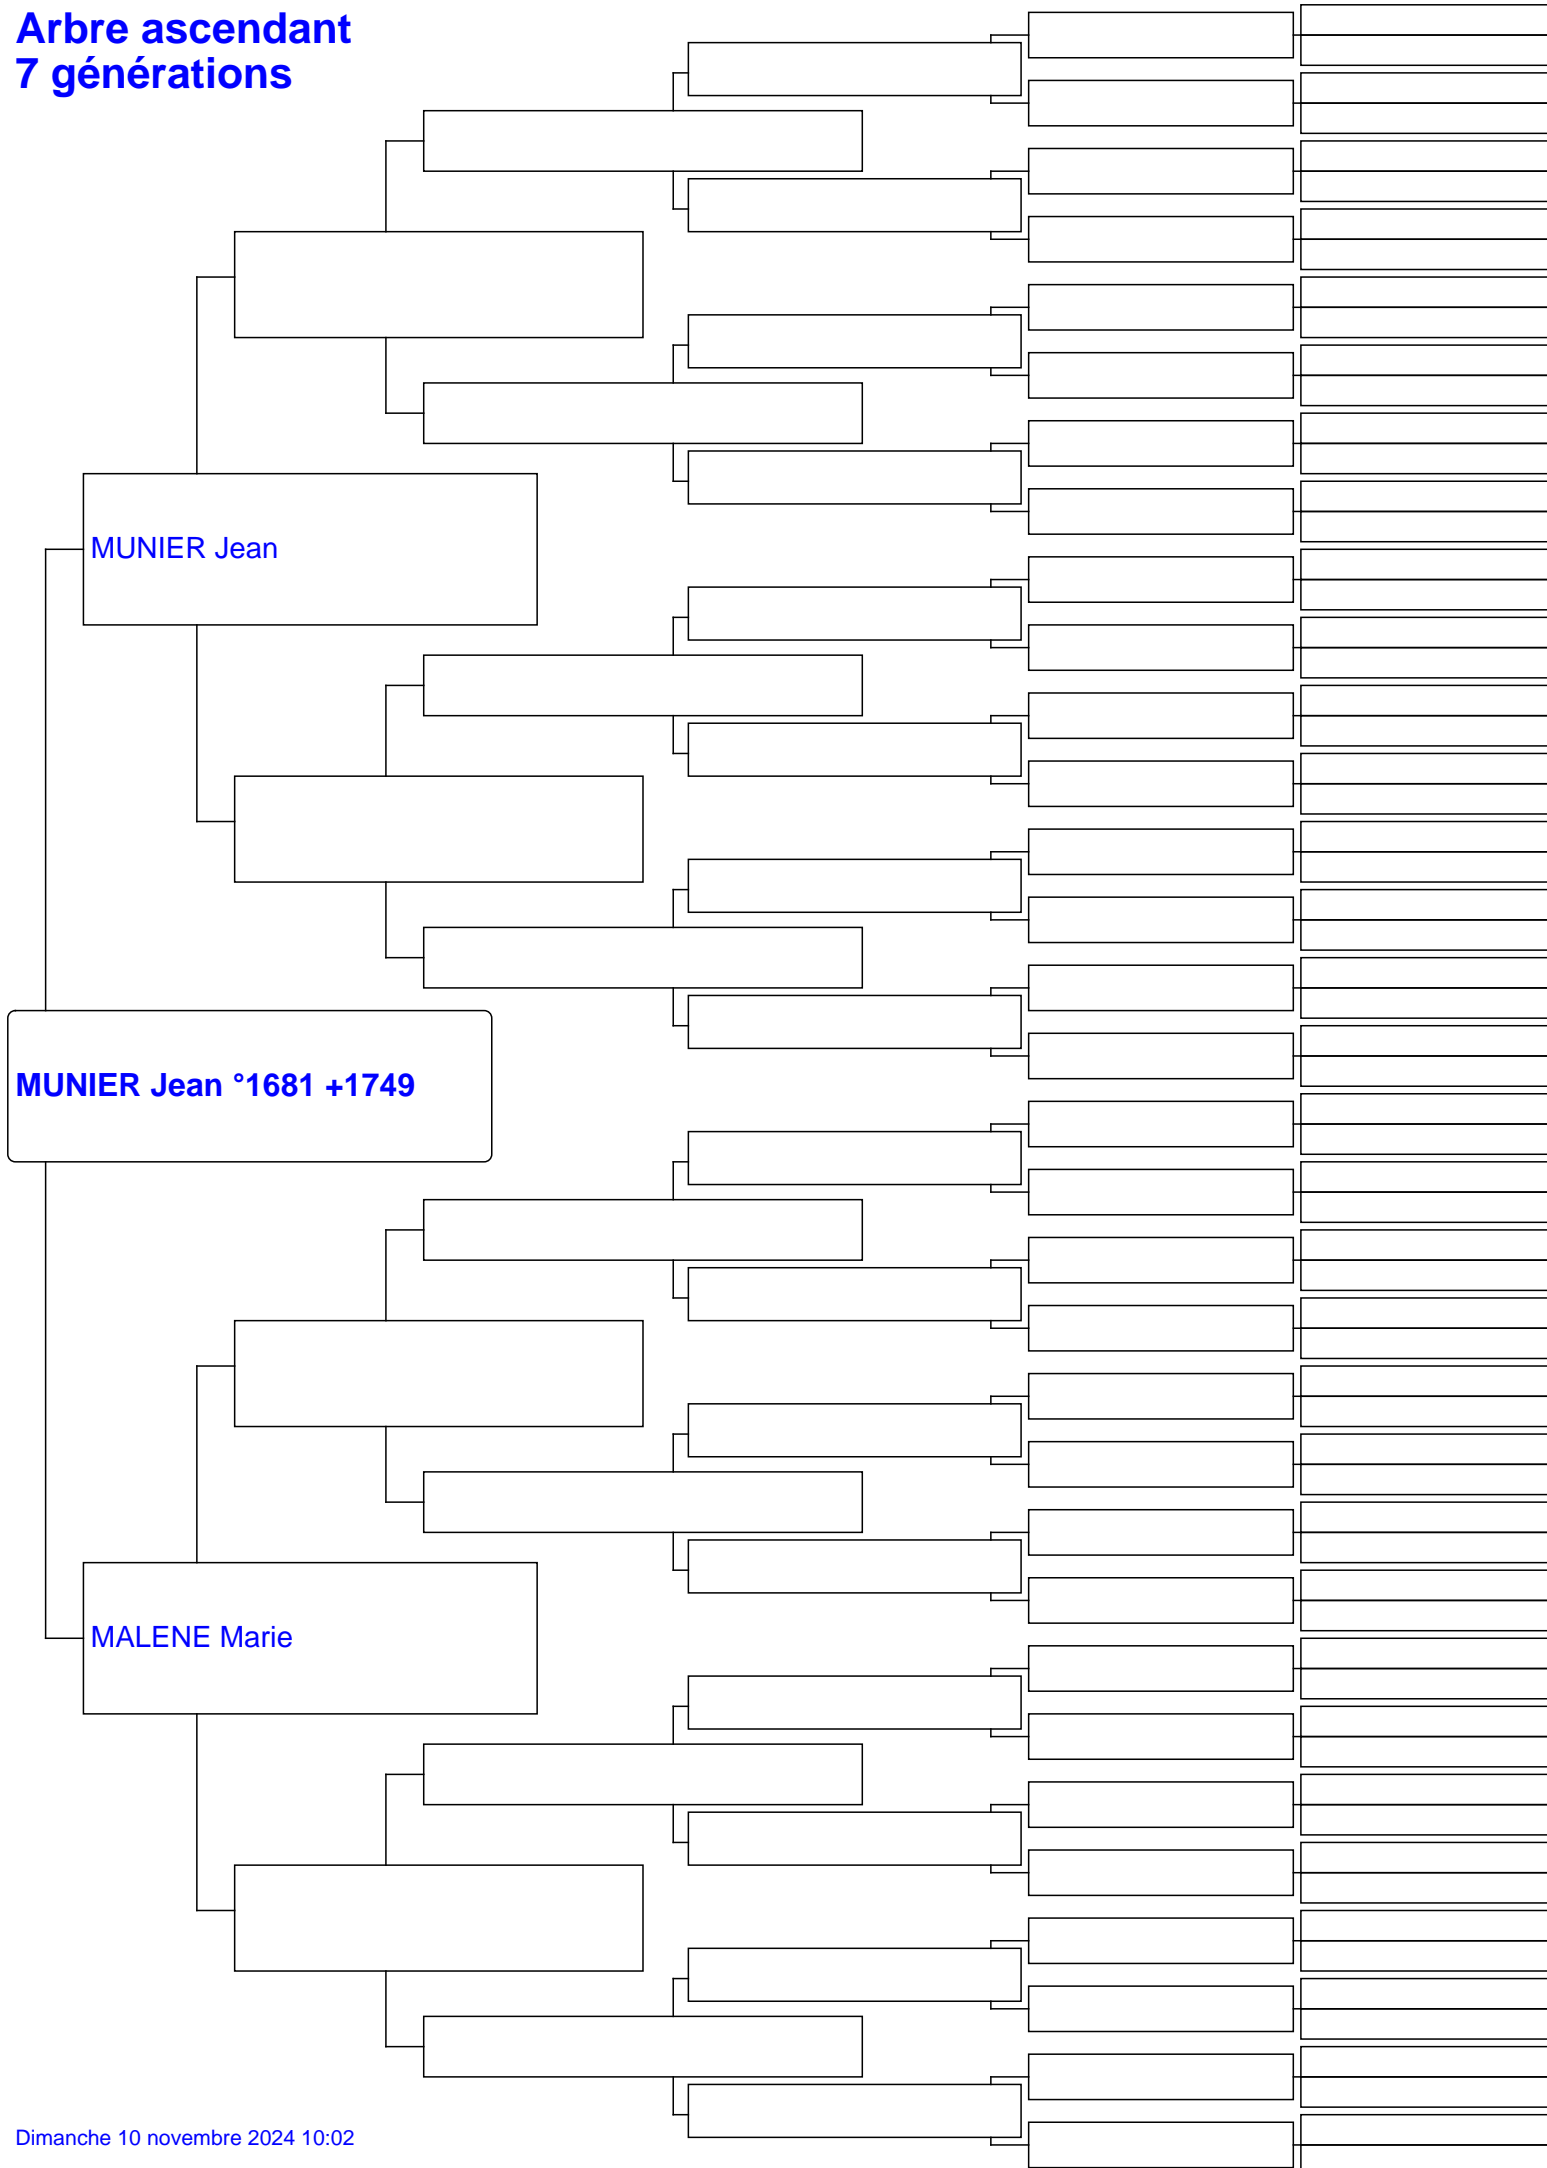 Arbre ascendant
7 générations
MUNIER Jean
MUNIER Jean °1681 +1749
MALENE Marie
Dimanche 10 novembre 2024 10:02